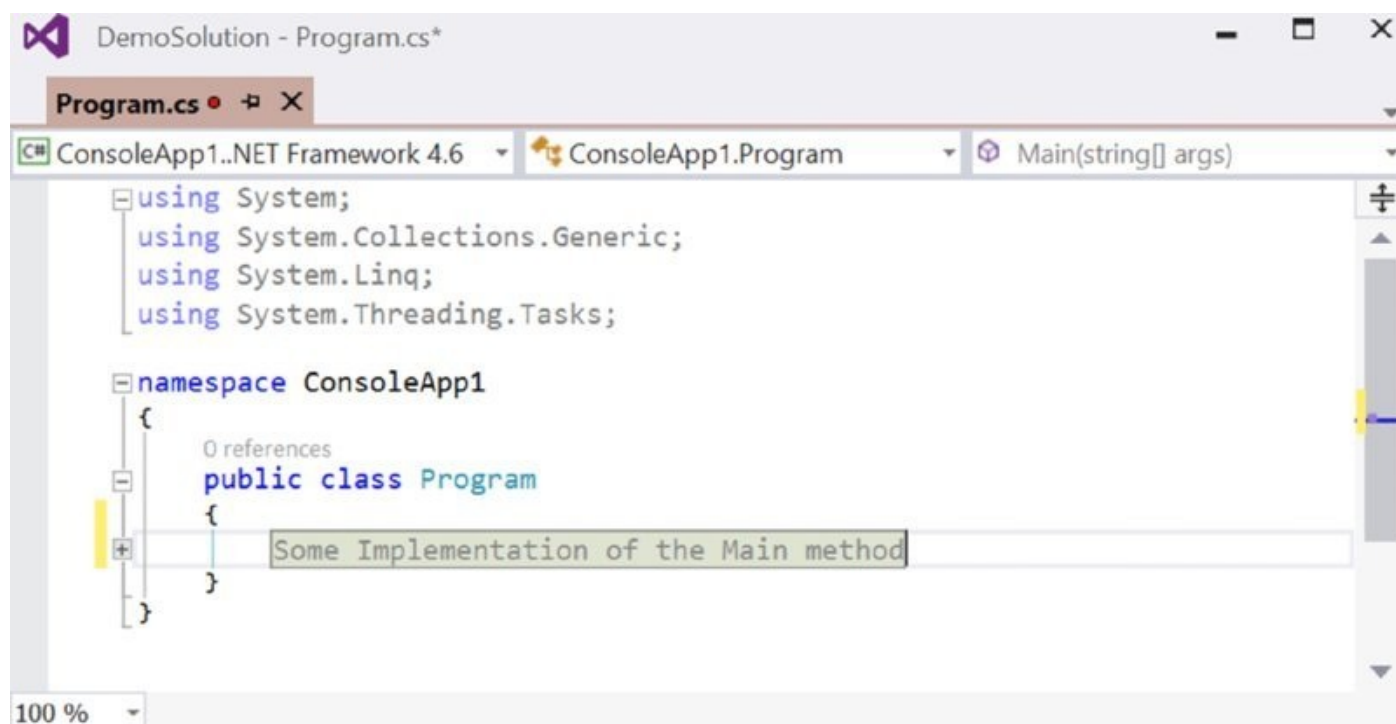 DemoSolution - Program.cs*
Program.cs
C# ConsoleApp1..NET Framework 4.6 ConsoleApp1.Program Main(string[] args)
using System;
using System.Collections.Generic;
using System.Linq;
using System.Threading.Tasks;
namespace ConsoleApp1
{
0 references
public class Program
{
Some Implementation of the Main method
}
}
100 %